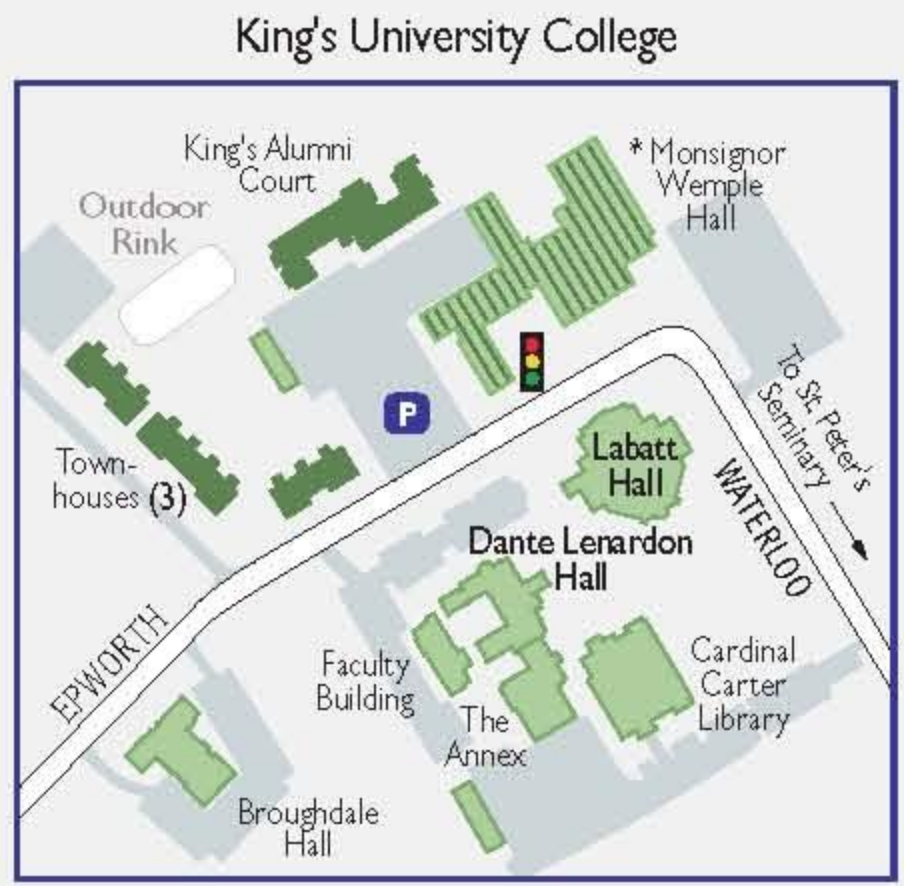 King's University College
King's Alumni
Court
* Monsignor
Wemple
Hall
Outdoor
Rink
P
To St. Peter's
Seminary
Labatt
Hall
Town-
houses (3)
WATERLOO
Dante Lenardon
Hall
EPWORTH
Faculty
Building
Cardinal
Carter
Library
The
Annex
Broughdale
Hall